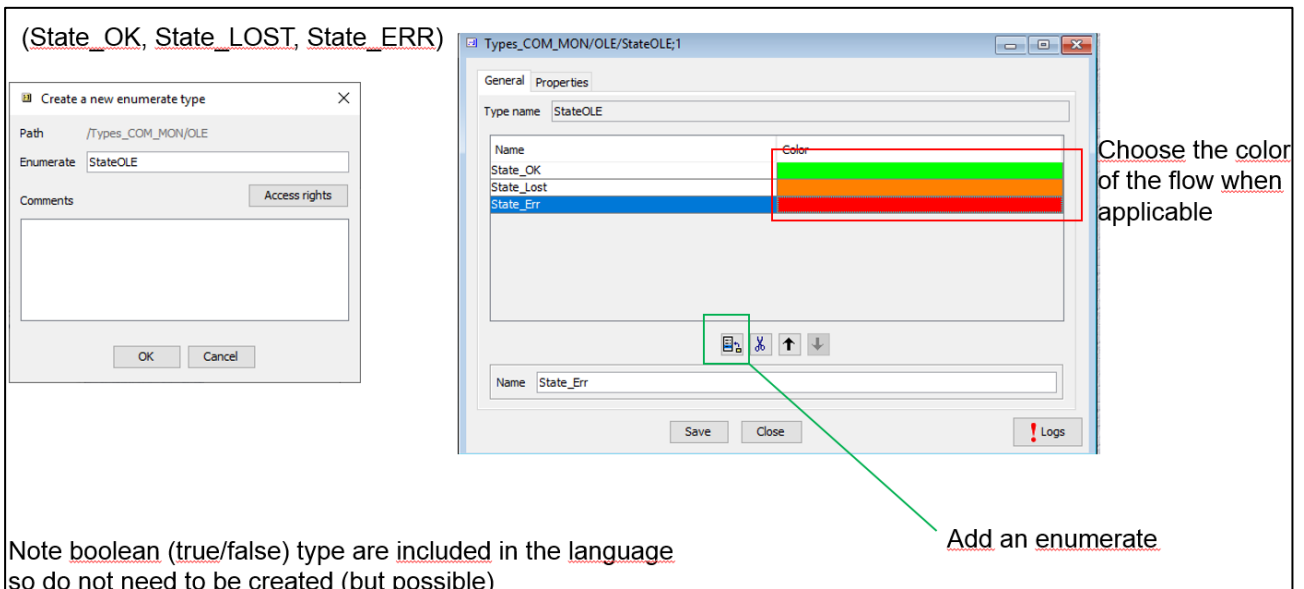 (State_OK, State_LOST, State_ERR)
Create a new enumerate type
Path /Types_COM_MON/OLE
Enumerate StateOLE
Comments Access rights
OK Cancel
Types_COM_MON/OLE/StateOLE;1
General Properties
Type name StateOLE
Name Color
State_OK
State_Lost
State_Err
Name State_Err
Save Close Logs
Choose the color
of the flow when
applicable
Add an enumerate
Note boolean (true/false) type are included in the language
so do not need to be created (but possible)